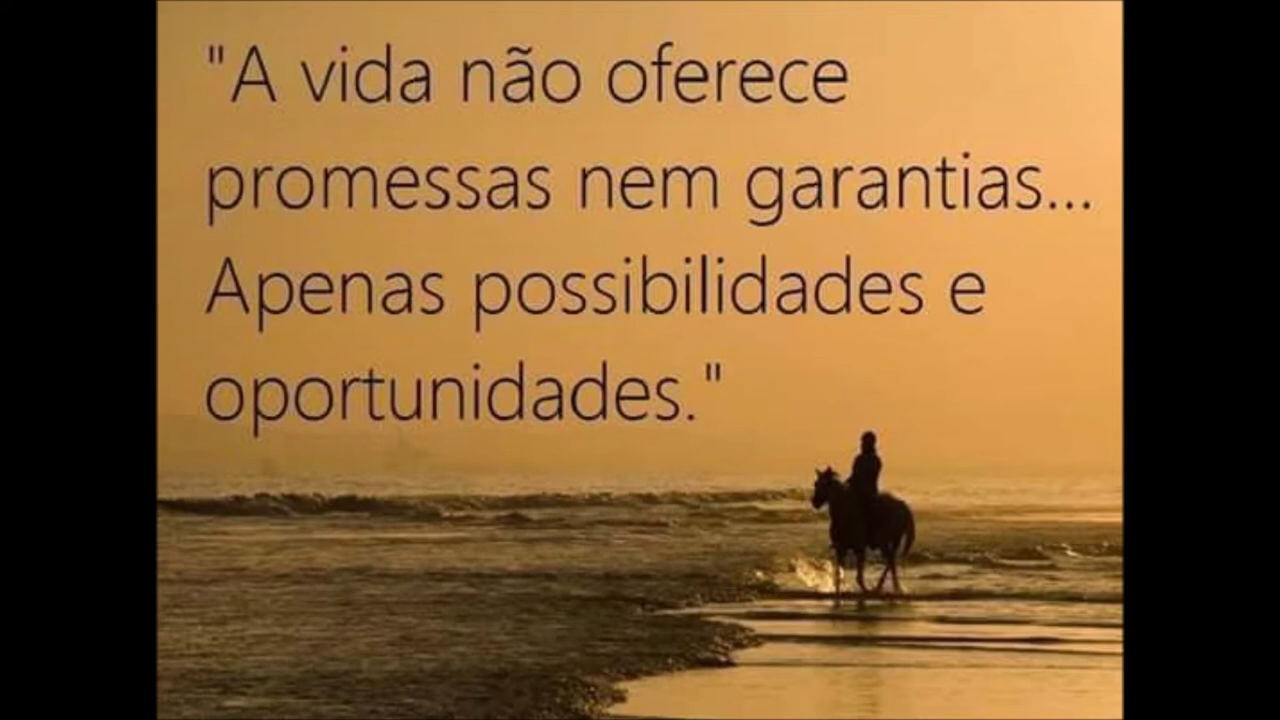 "A vida não oferece
promessas nem garantias...
Apenas possibilidades e
oportunidades."